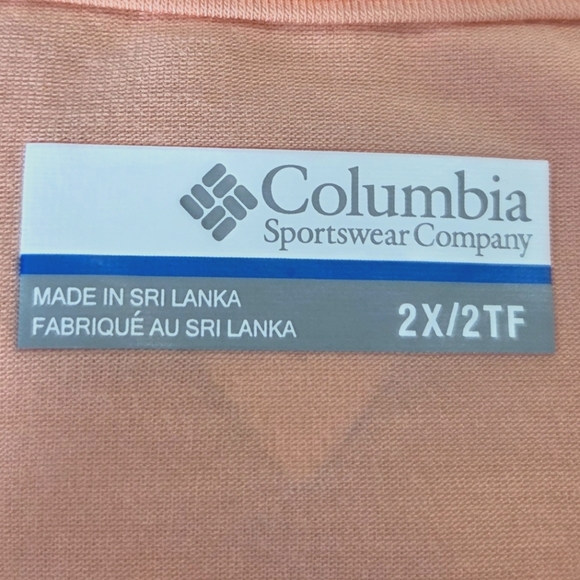 Columbia
Sportswear Company
MADE IN SRI LANKA
FABRIQUÉ AU SRI LANKA
2X/2TF